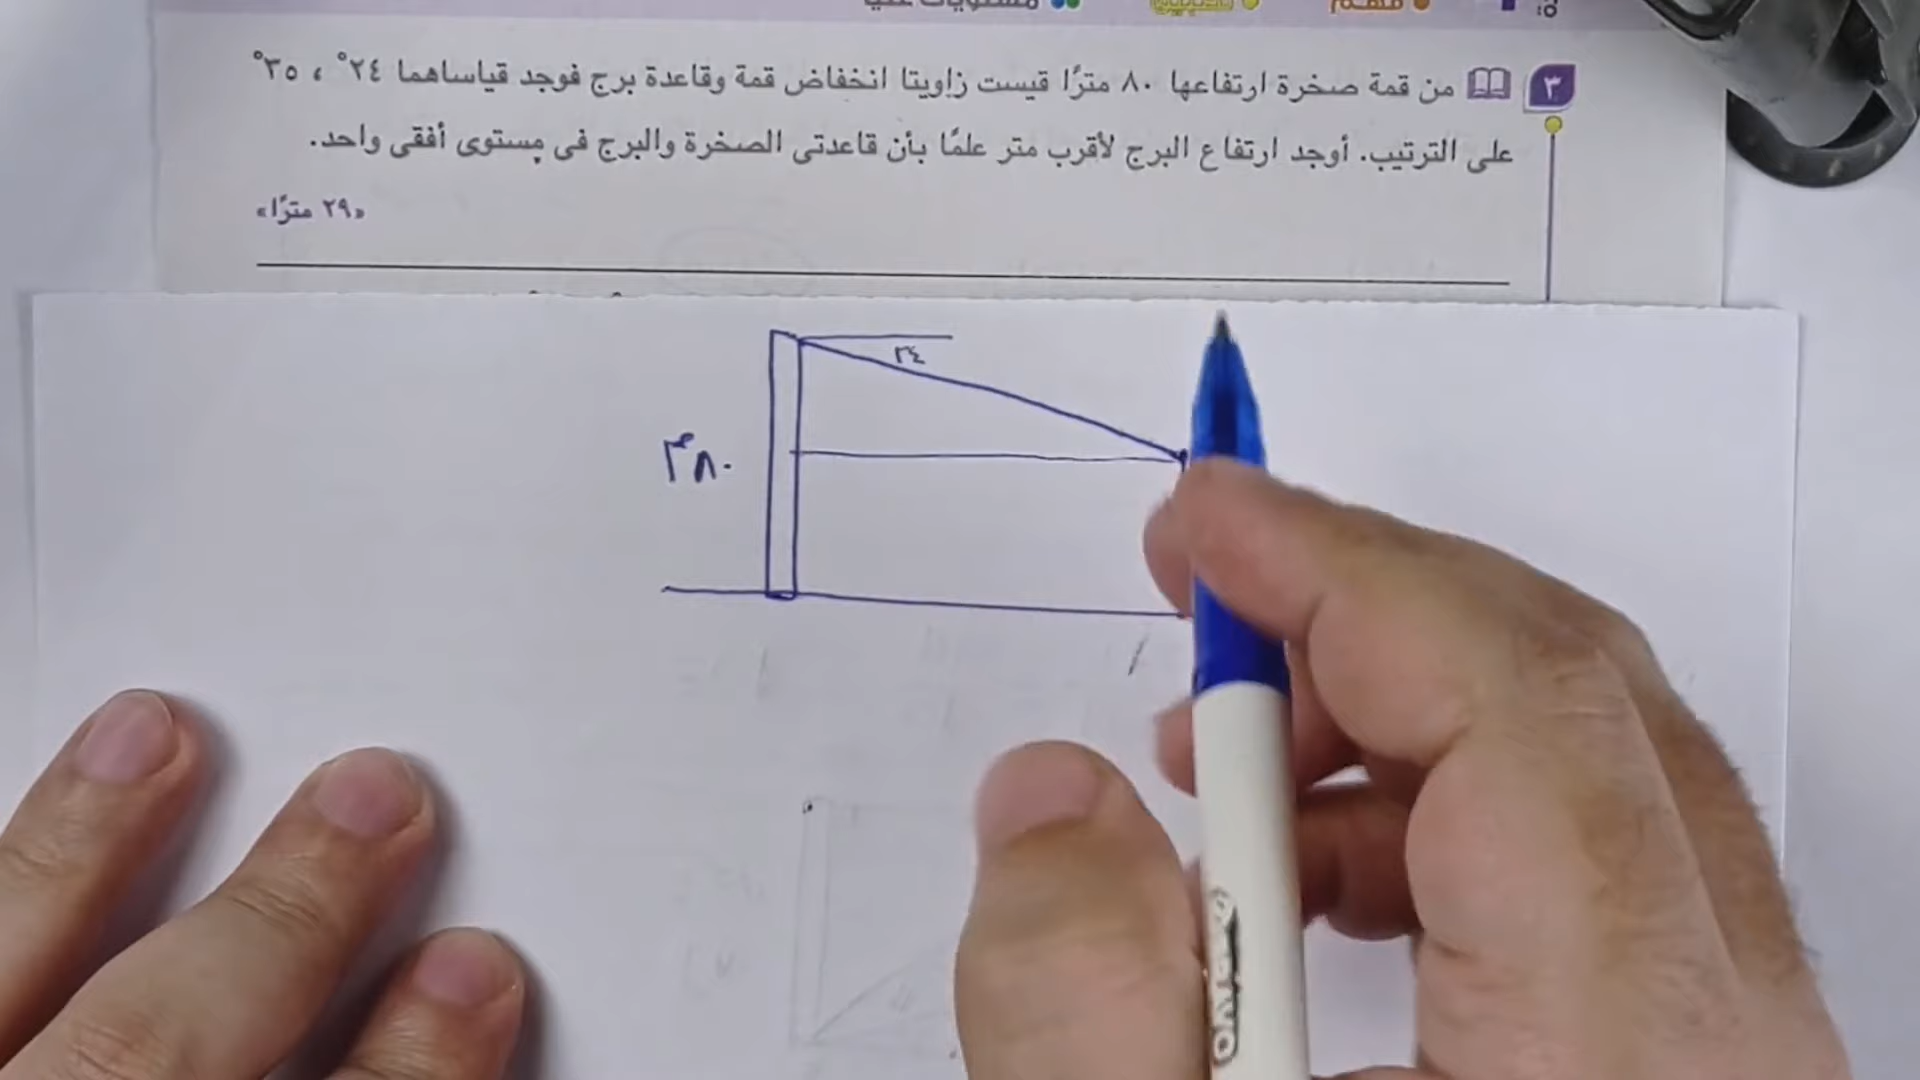 مهم
٣ من قمة صخرة ارتفاعها ٨٠ مترًا قيست زاويتا انخفاض قمة وقاعدة برج فوجد قياساهما ٢٤° ، ٣٥°
على الترتيب. أوجد ارتفاع البرج لأقرب متر علمًا بأن قاعدتى الصخرة والبرج فى مستوى أفقى واحد.
«٢٩ مترًا»
٢٤
٨٠م